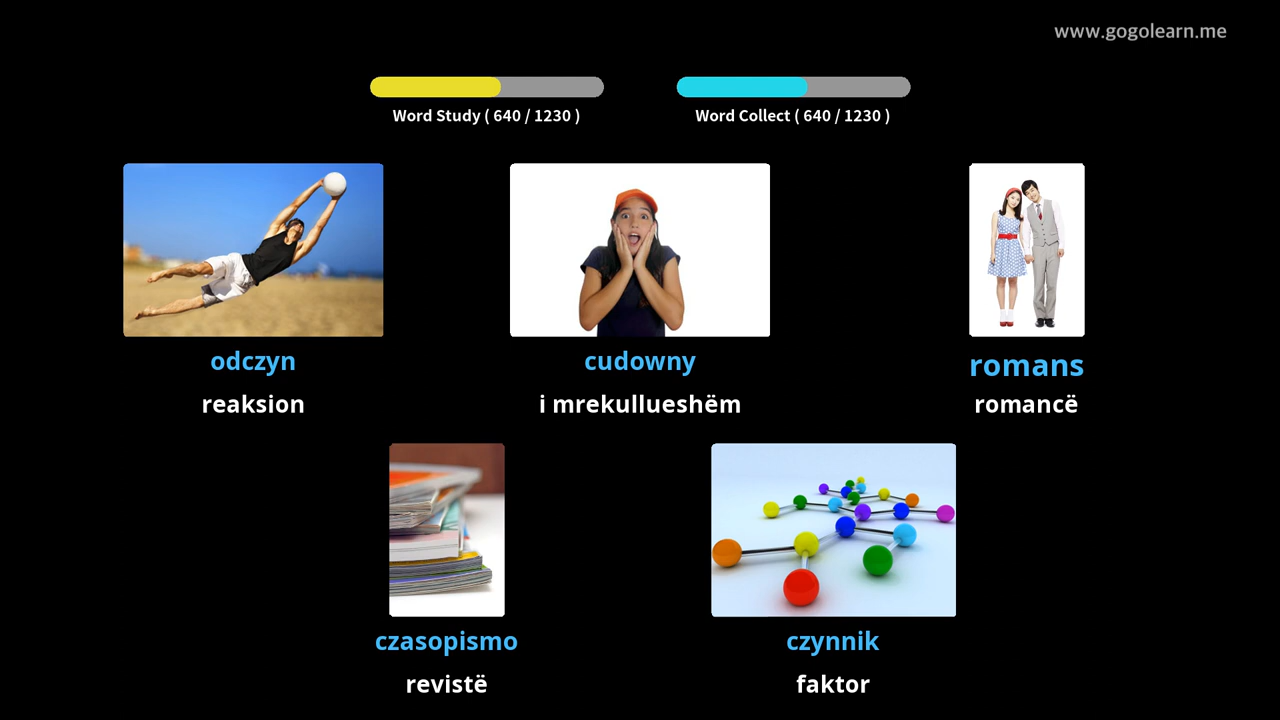 www.gogolearn.me
Word Study ( 640 / 1230 )
Word Collect ( 640 / 1230 )
odczyn
reaksion
cudowny
i mrekullueshëm
romans
romancë
czasopismo
revistë
czynnik
faktor